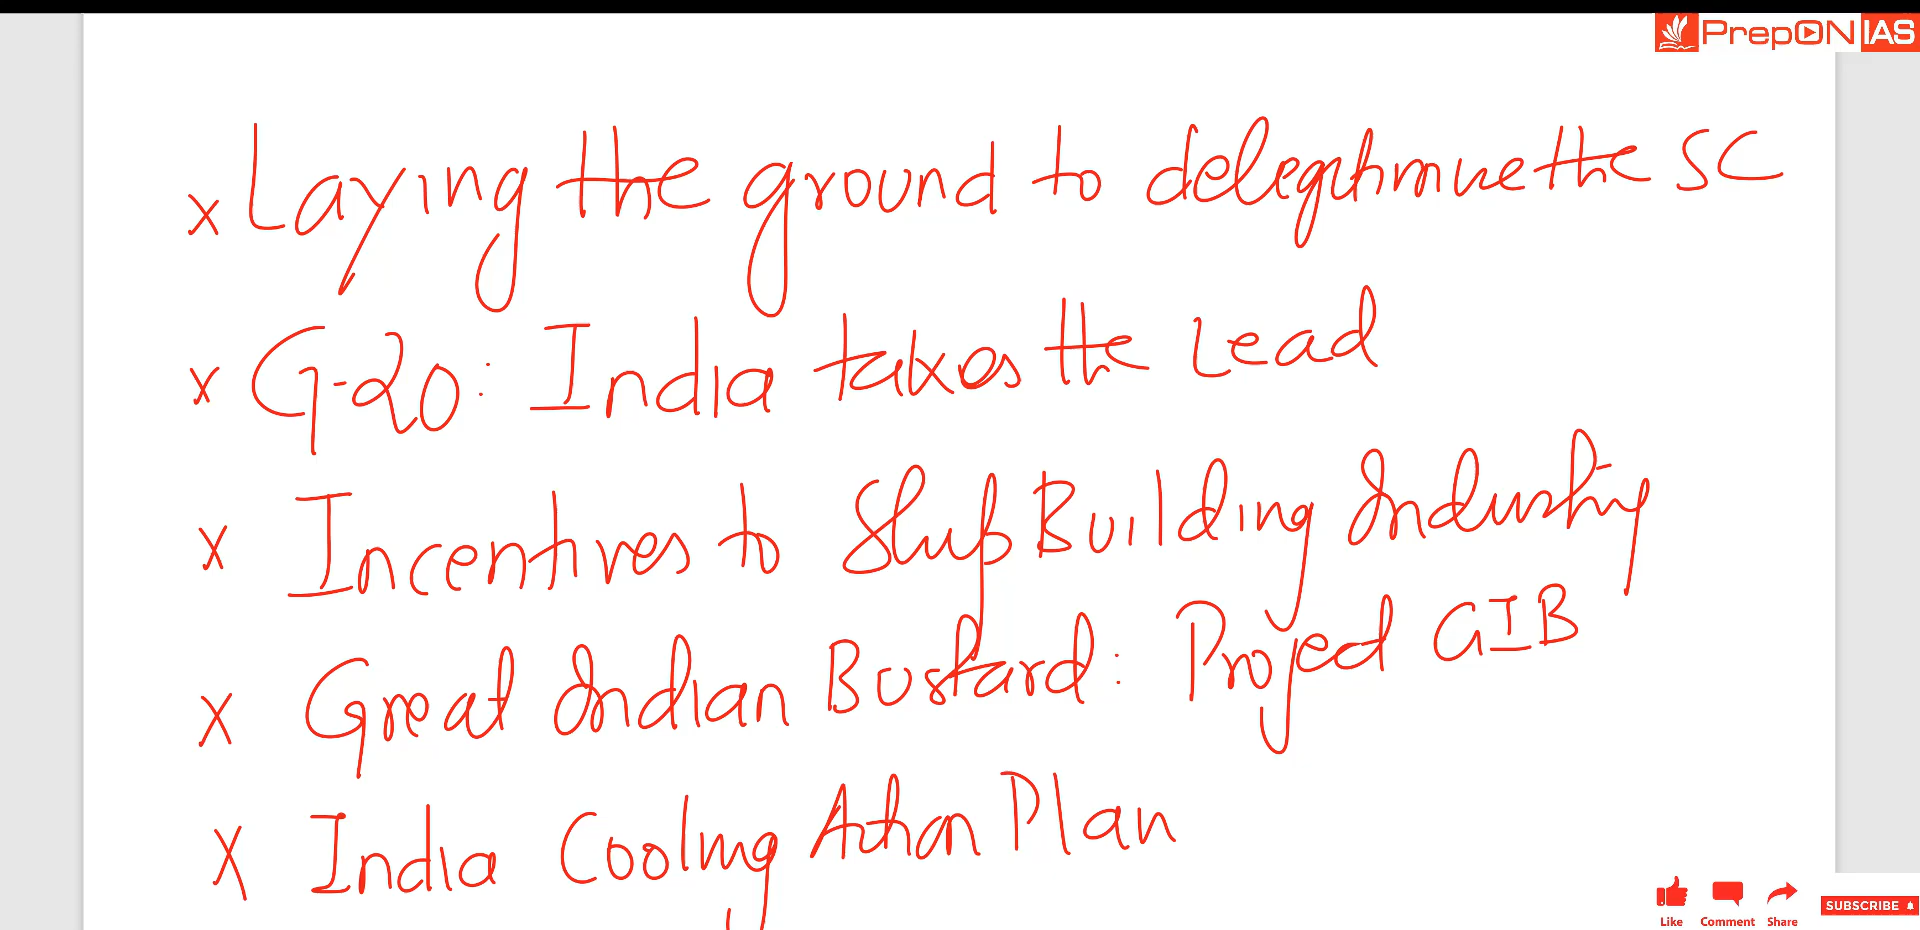 PrepON IAS
x Laying the ground to delegitimize the SC
x G-20: India takes the Lead
x Incentives to Ship Building Industry
x Great Indian Bustard: Project GIB
x India Cooling Action Plan
Like Comment Share SUBSCRIBE